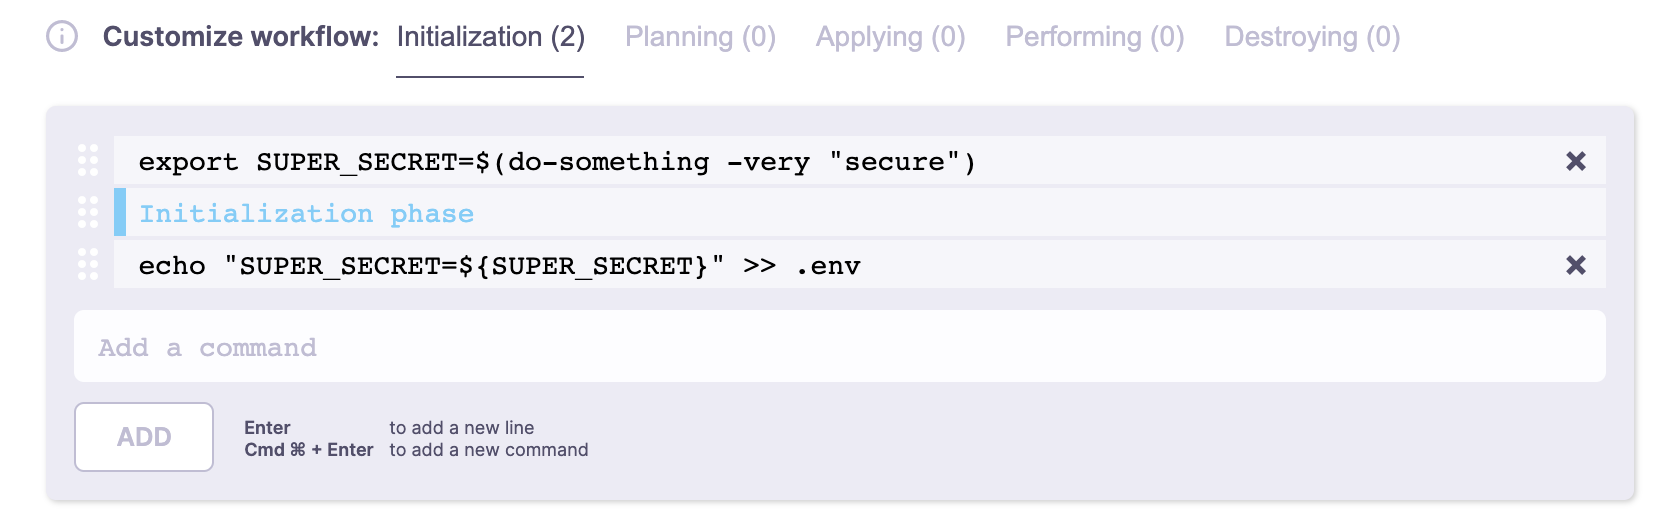 Customize workflow: Initialization (2) Planning (0) Applying (0) Performing (0) Destroying (0)
export SUPER_SECRET=$(do-something -very "secure")
Initialization phase
echo "SUPER_SECRET=${SUPER_SECRET}" >> .env
Add a command
ADD
Enter to add a new line
Cmd ⌘ + Enter to add a new command